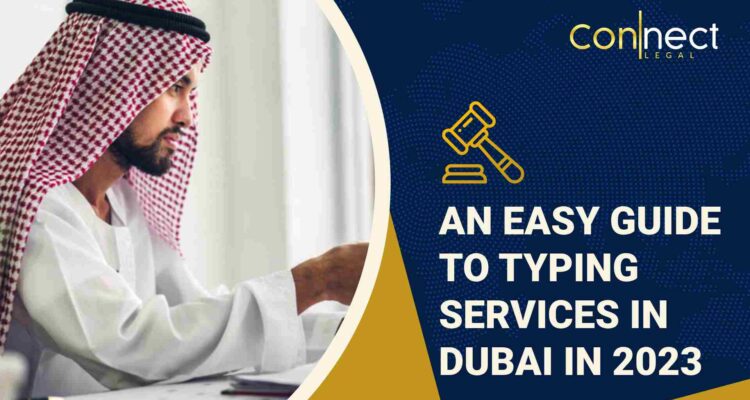 Connect
LEGAL
AN EASY GUIDE
TO TYPING
SERVICES IN
DUBAI IN 2023